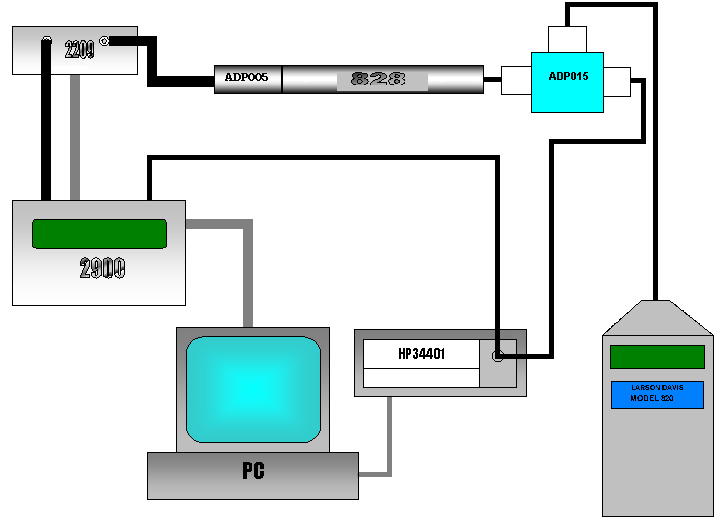 2209
ADP005
828
ADP015
2900
HP34401
LARSON DAVIS
MODEL 820
PC